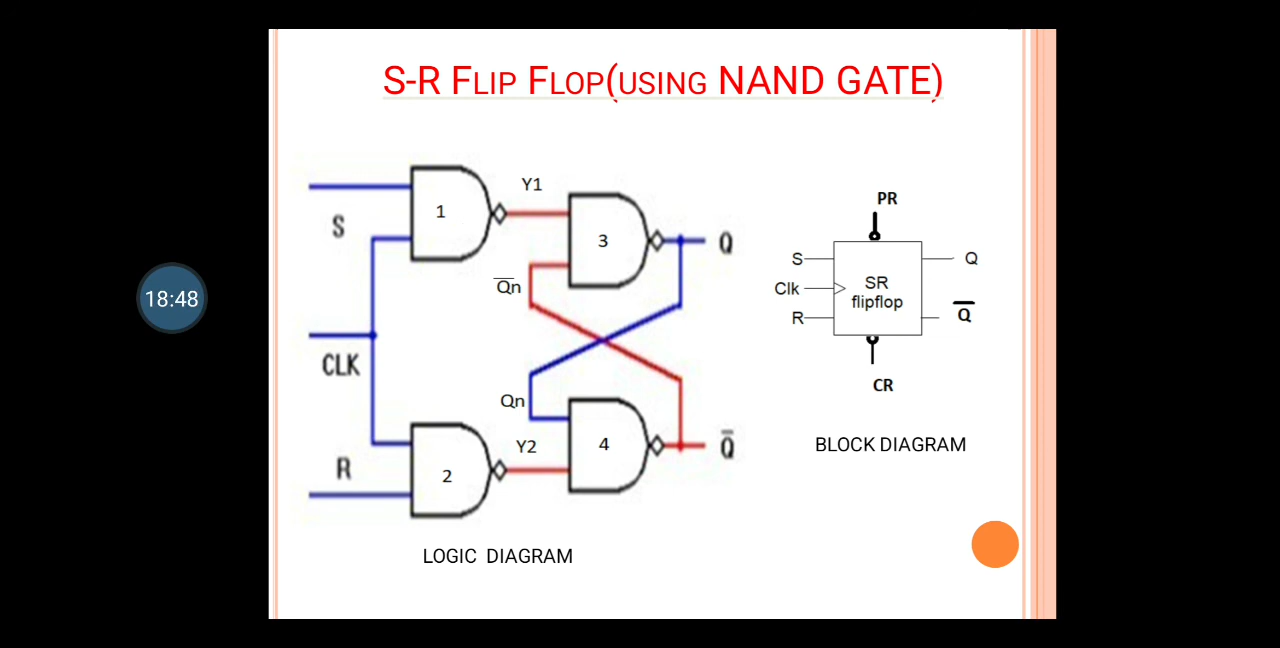 S-R FLIP FLOP(USING NAND GATE)
18:48
S
CLK
R
1
2
Y1
Q̅n
Qn
Y2
3
4
Q
Q̅
LOGIC DIAGRAM
PR
S
Clk
R
SR
flipflop
Q
Q̅
CR
BLOCK DIAGRAM